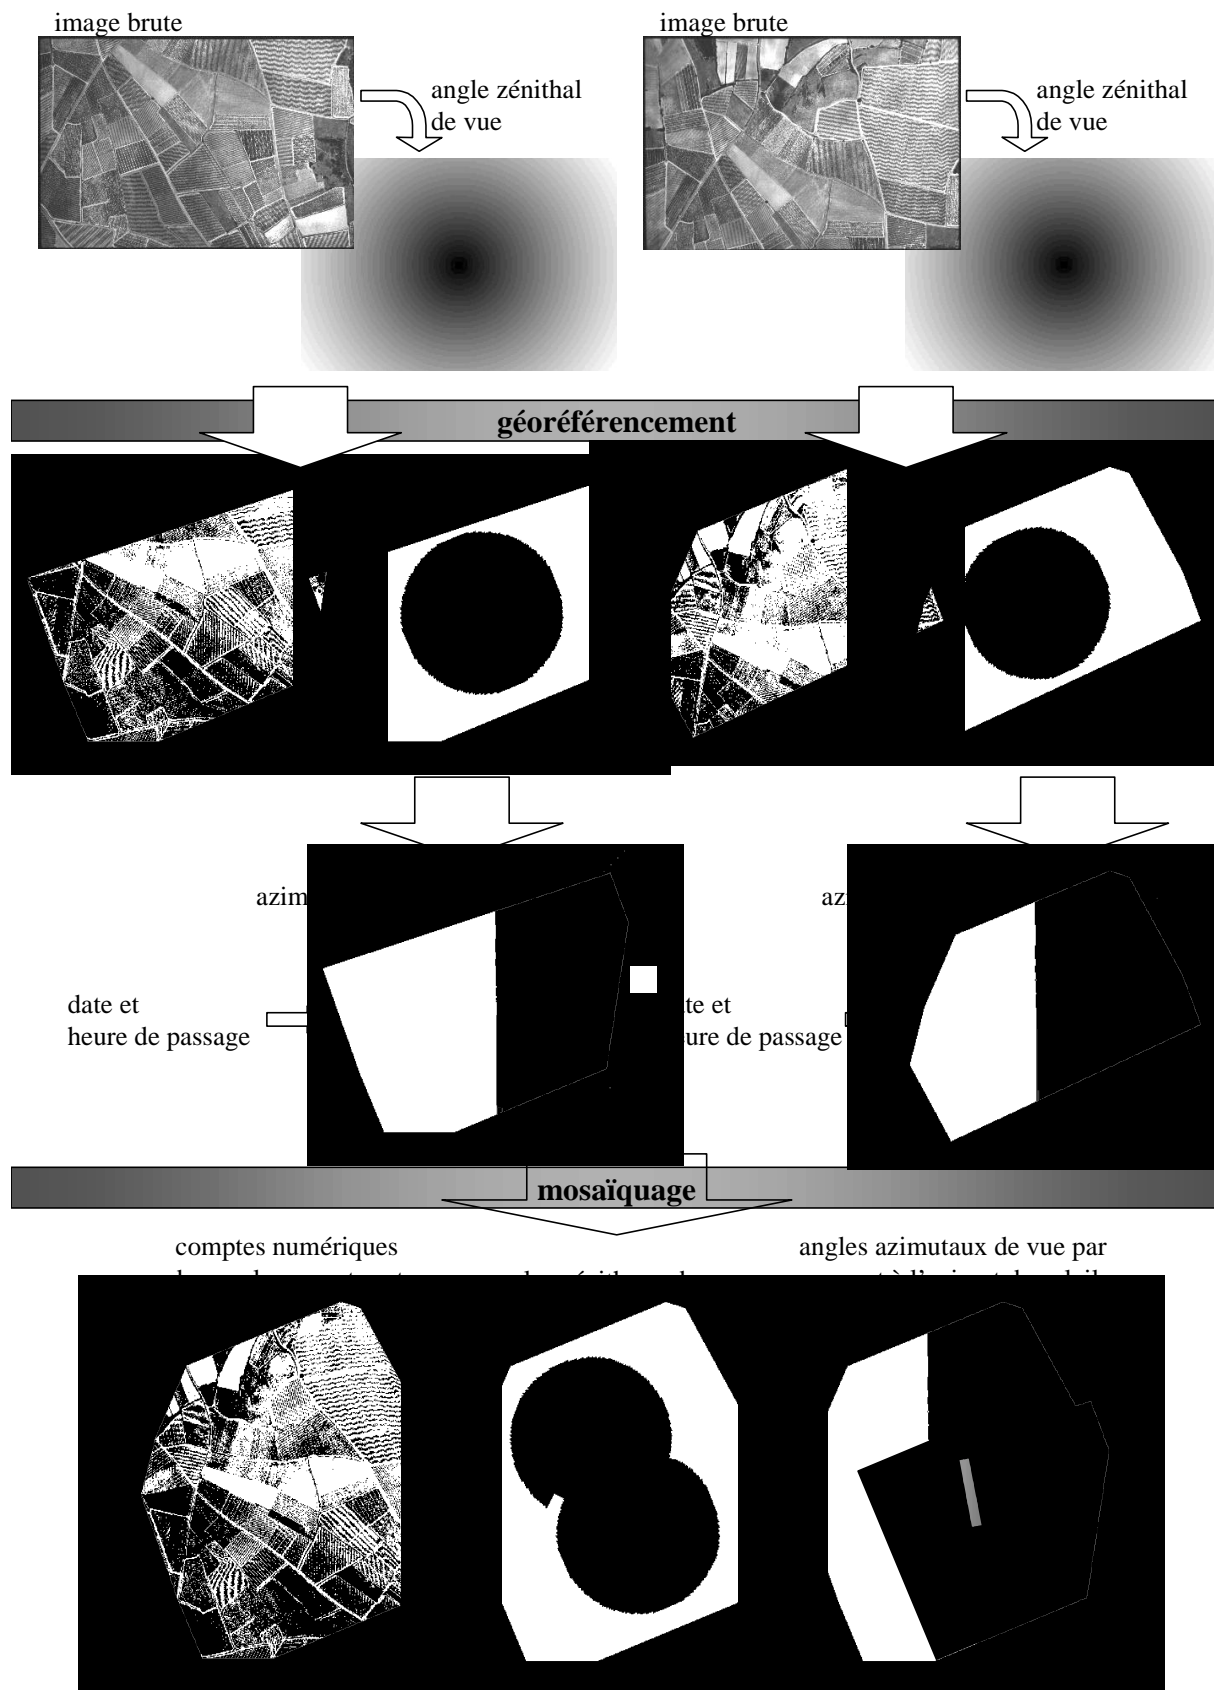 image brute
image brute
angle zénithal
de vue
angle zénithal
de vue
géoréférencement
date et
heure de passage
et
de passage
mosaïquage
comptes numériques
angles azimutaux de vue par